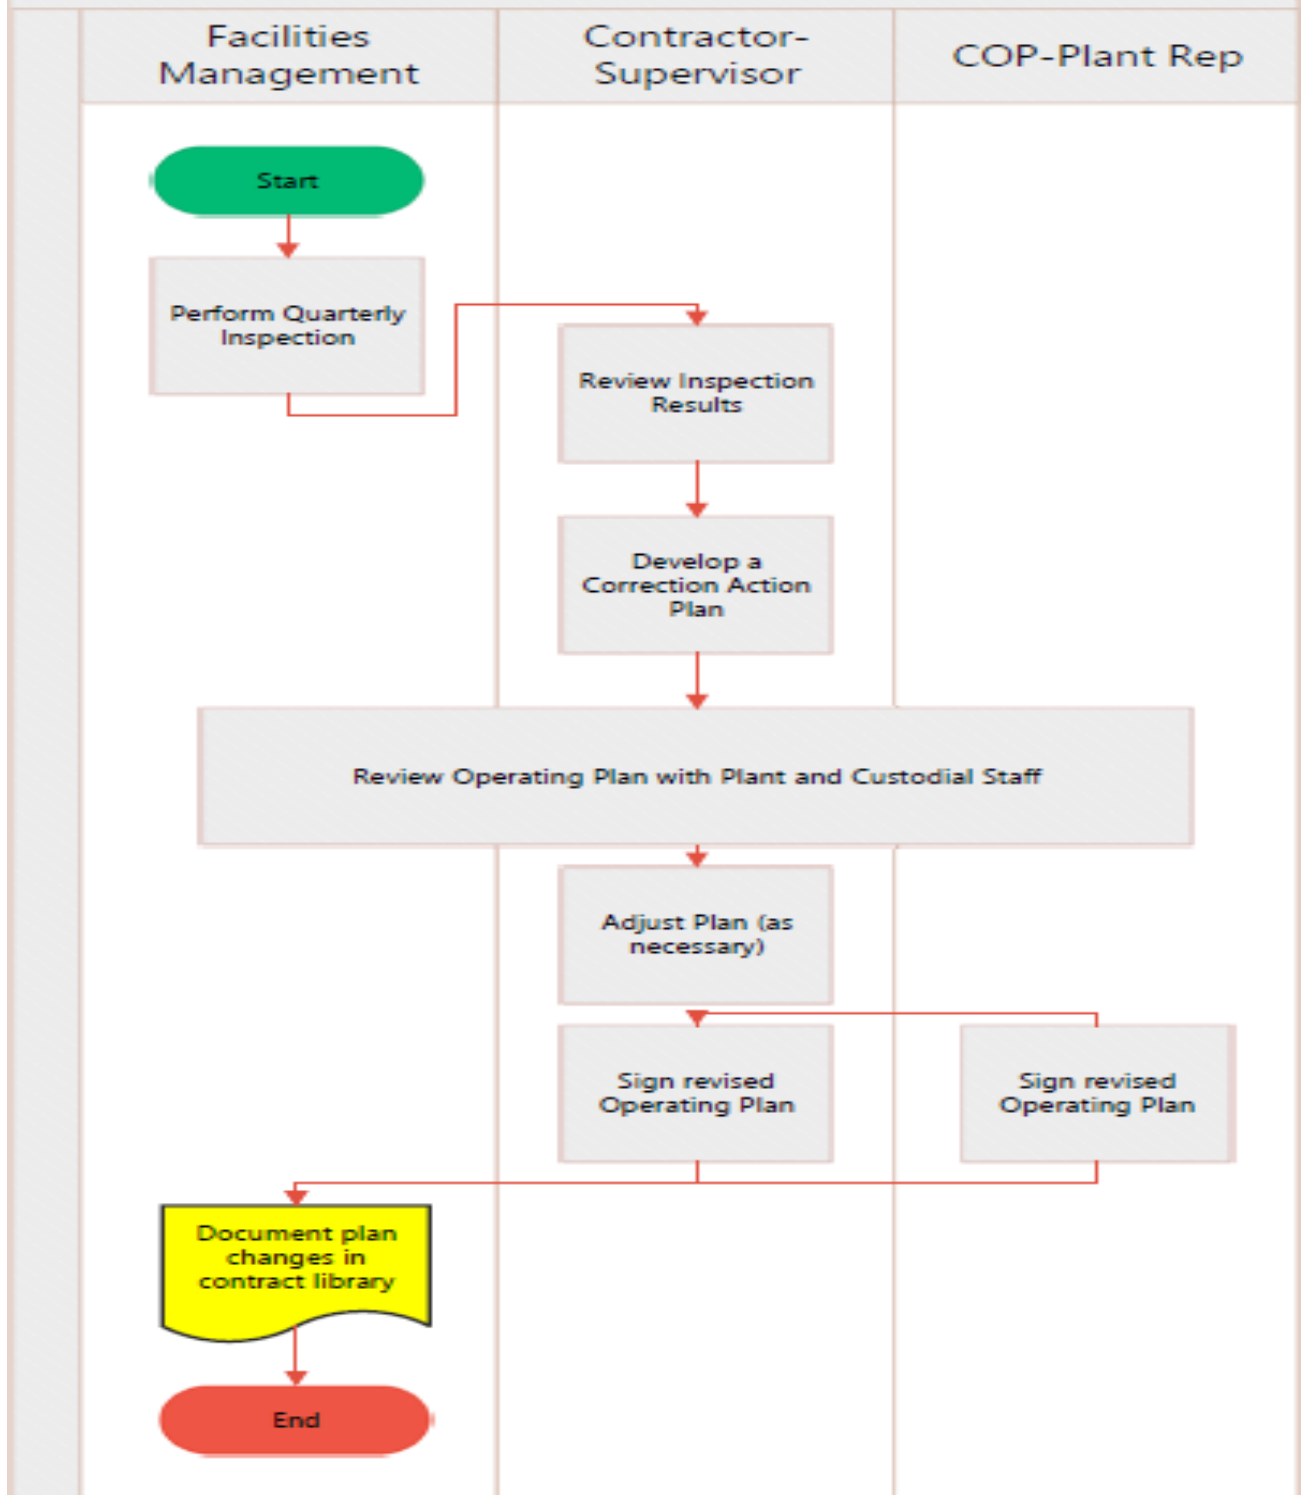 Facilities
Management
Contractor-
Supervisor
COP-Plant Rep
Start
Perform Quarterly
Inspection
Review Inspection
Results
Develop a
Correction Action
Plan
Review Operating Plan with Plant and Custodial Staff
Adjust Plan (as
necessary)
Sign revised
Operating Plan
Sign revised
Operating Plan
Document plan
changes in
contract library
End